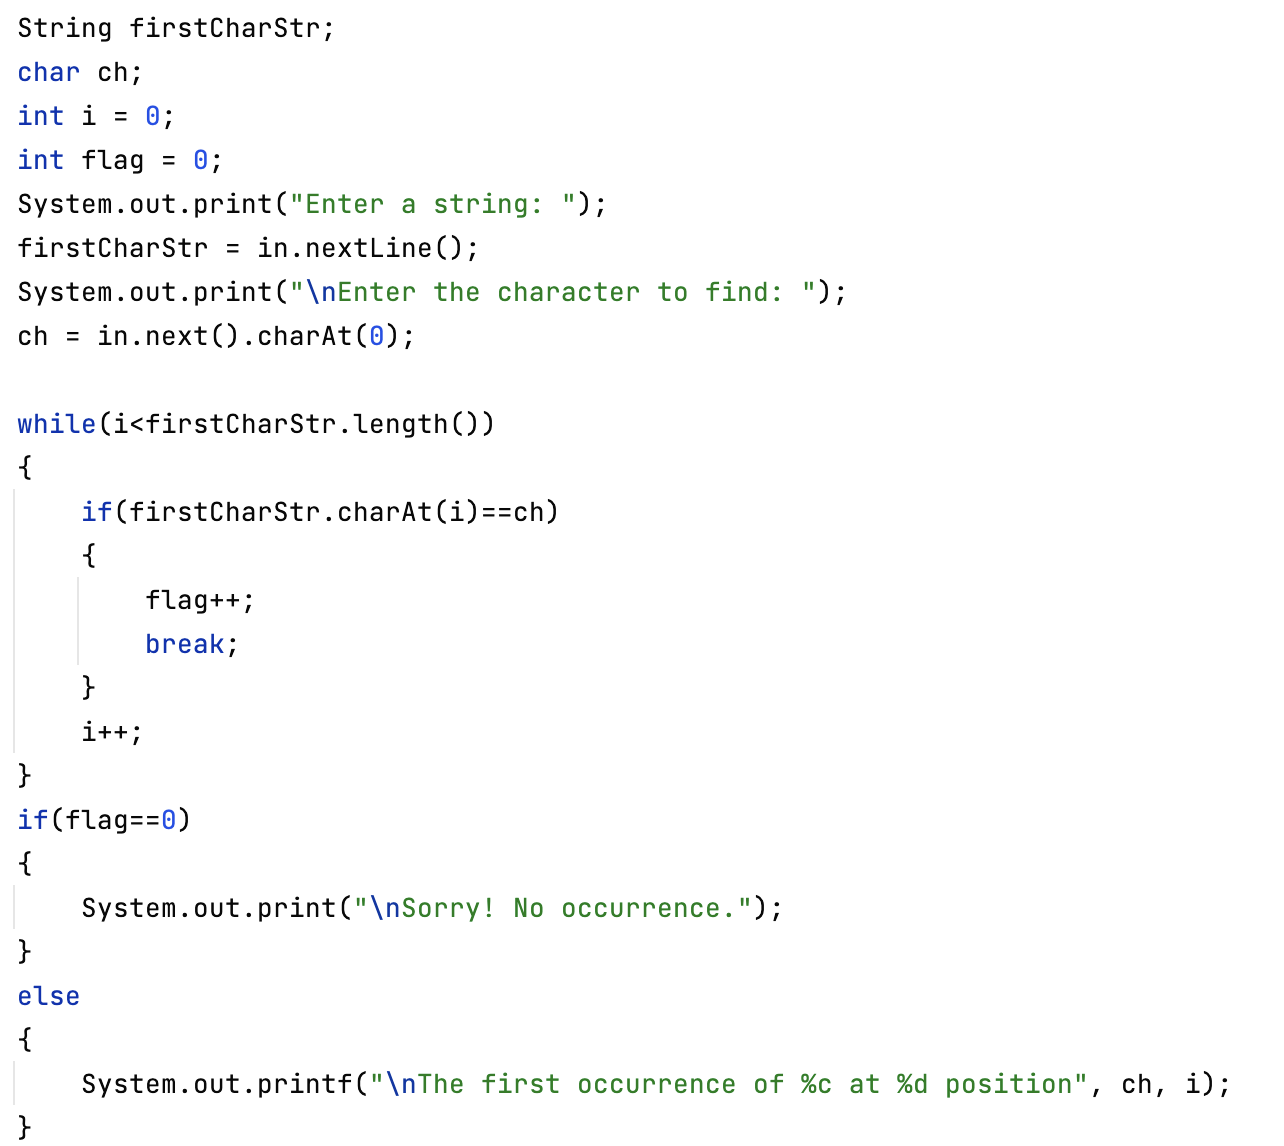 String firstCharStr;
char ch;
int i = 0;
int flag = 0;
System.out.print("Enter a string: ");
firstCharStr = in.nextLine();
System.out.print("\nEnter the character to find: ");
ch = in.next().charAt(0);

while(i<firstCharStr.length())
{
    if(firstCharStr.charAt(i)==ch)
    {
        flag++;
        break;
    }
    i++;
}
if(flag==0)
{
    System.out.print("\nSorry! No occurrence.");
}
else
{
    System.out.printf("\nThe first occurrence of %c at %d position", ch, i);
}